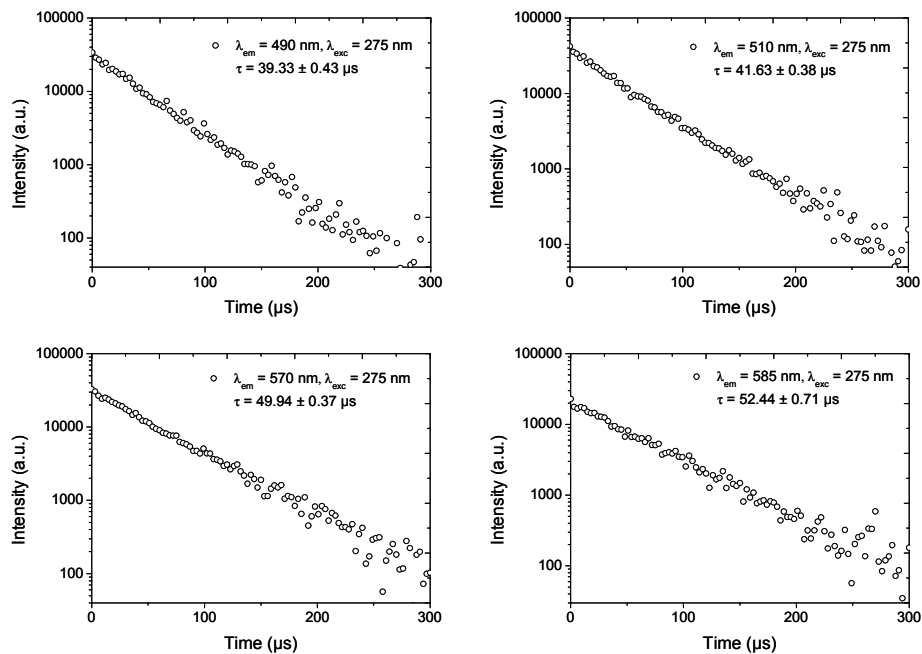 100000
10000
1000
100
Intensity (a.u.)
λem = 490 nm, λexc = 275 nm
τ = 39.33 ± 0.43 µs
0 100 200 300
Time (µs)
100000
10000
1000
100
Intensity (a.u.)
λem = 510 nm, λexc = 275 nm
τ = 41.63 ± 0.38 µs
0 100 200 300
Time (µs)
100000
10000
1000
100
Intensity (a.u.)
λem = 570 nm, λexc = 275 nm
τ = 49.94 ± 0.37 µs
0 100 200 300
Time (µs)
100000
10000
1000
100
Intensity (a.u.)
λem = 585 nm, λexc = 275 nm
τ = 52.44 ± 0.71 µs
0 100 200 300
Time (µs)